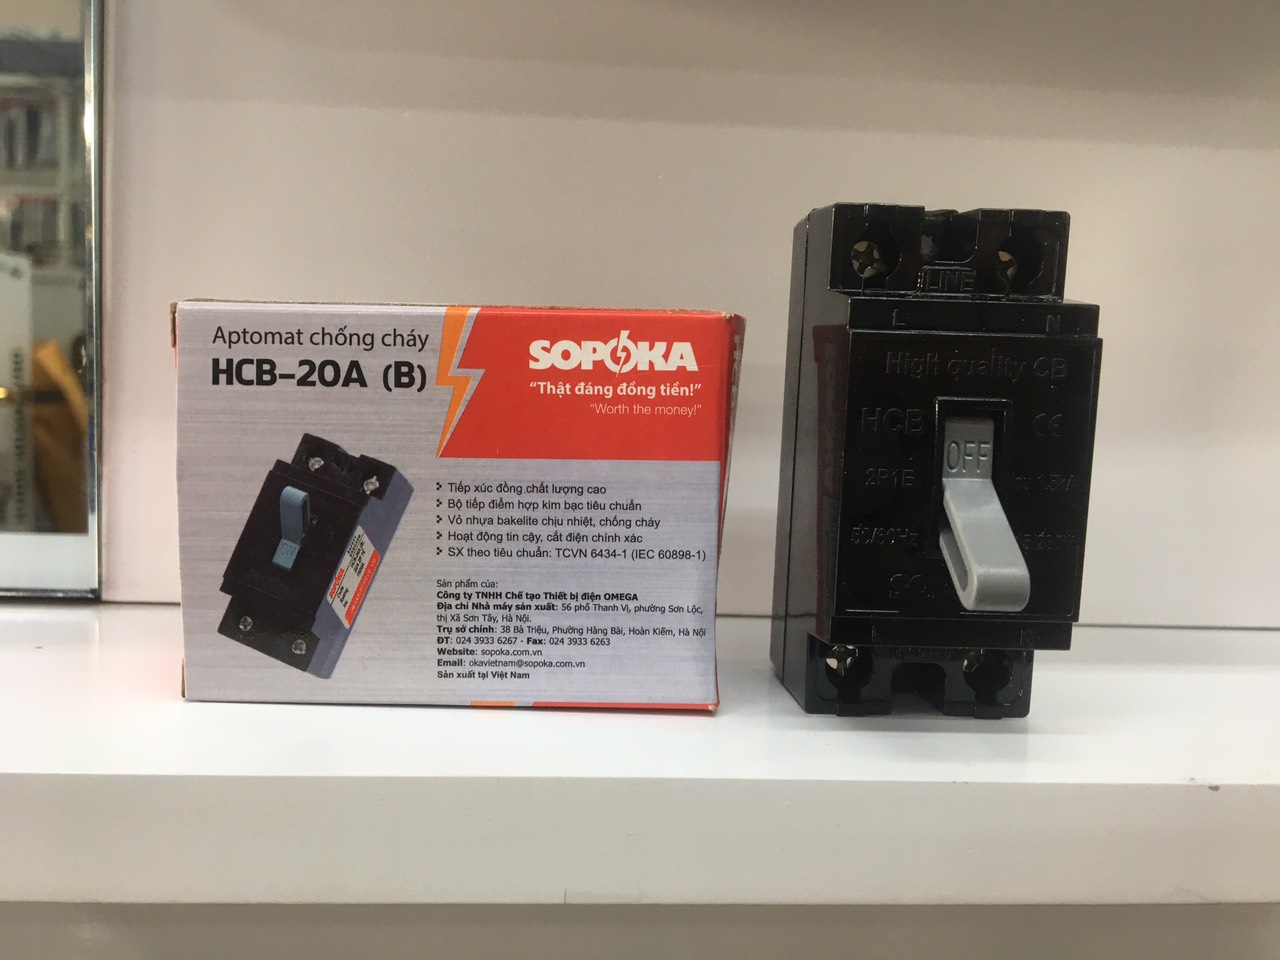 Aptomat chống cháy
HCB-20A (B)
SOPOKA
“Thật đáng đồng tiền!”
“Worth the money!”
Tiếp xúc đồng chất lượng cao
Bộ tiếp điểm hợp kim bạc tiêu chuẩn
Vỏ nhựa bakelite chịu nhiệt, chống cháy
Hoạt động tin cậy, cắt điện chính xác
SX theo tiêu chuẩn: TCVN 6434-1 (IEC 60898-1)
Sản phẩm của:
Công ty TNHH Chế tạo Thiết bị điện OMEGA
Địa chỉ Nhà máy sản xuất: 56 phố Thanh Vị, phường Sơn Lộc,
thị Xã Sơn Tây, Hà Nội.
Trụ sở chính: 38 Bà Triệu, Phường Hàng Bài, Hoàn Kiếm, Hà Nội
ĐT: 024 3933 6267 - Fax: 024 3933 6263
Website: sopoka.com.vn
Email: okavietnam@sopoka.com.vn
Sản xuất tại Việt Nam
SOPOKA
LINE
L N
High quality CB
HCB
OFF
CE
2P1E
50/60Hz